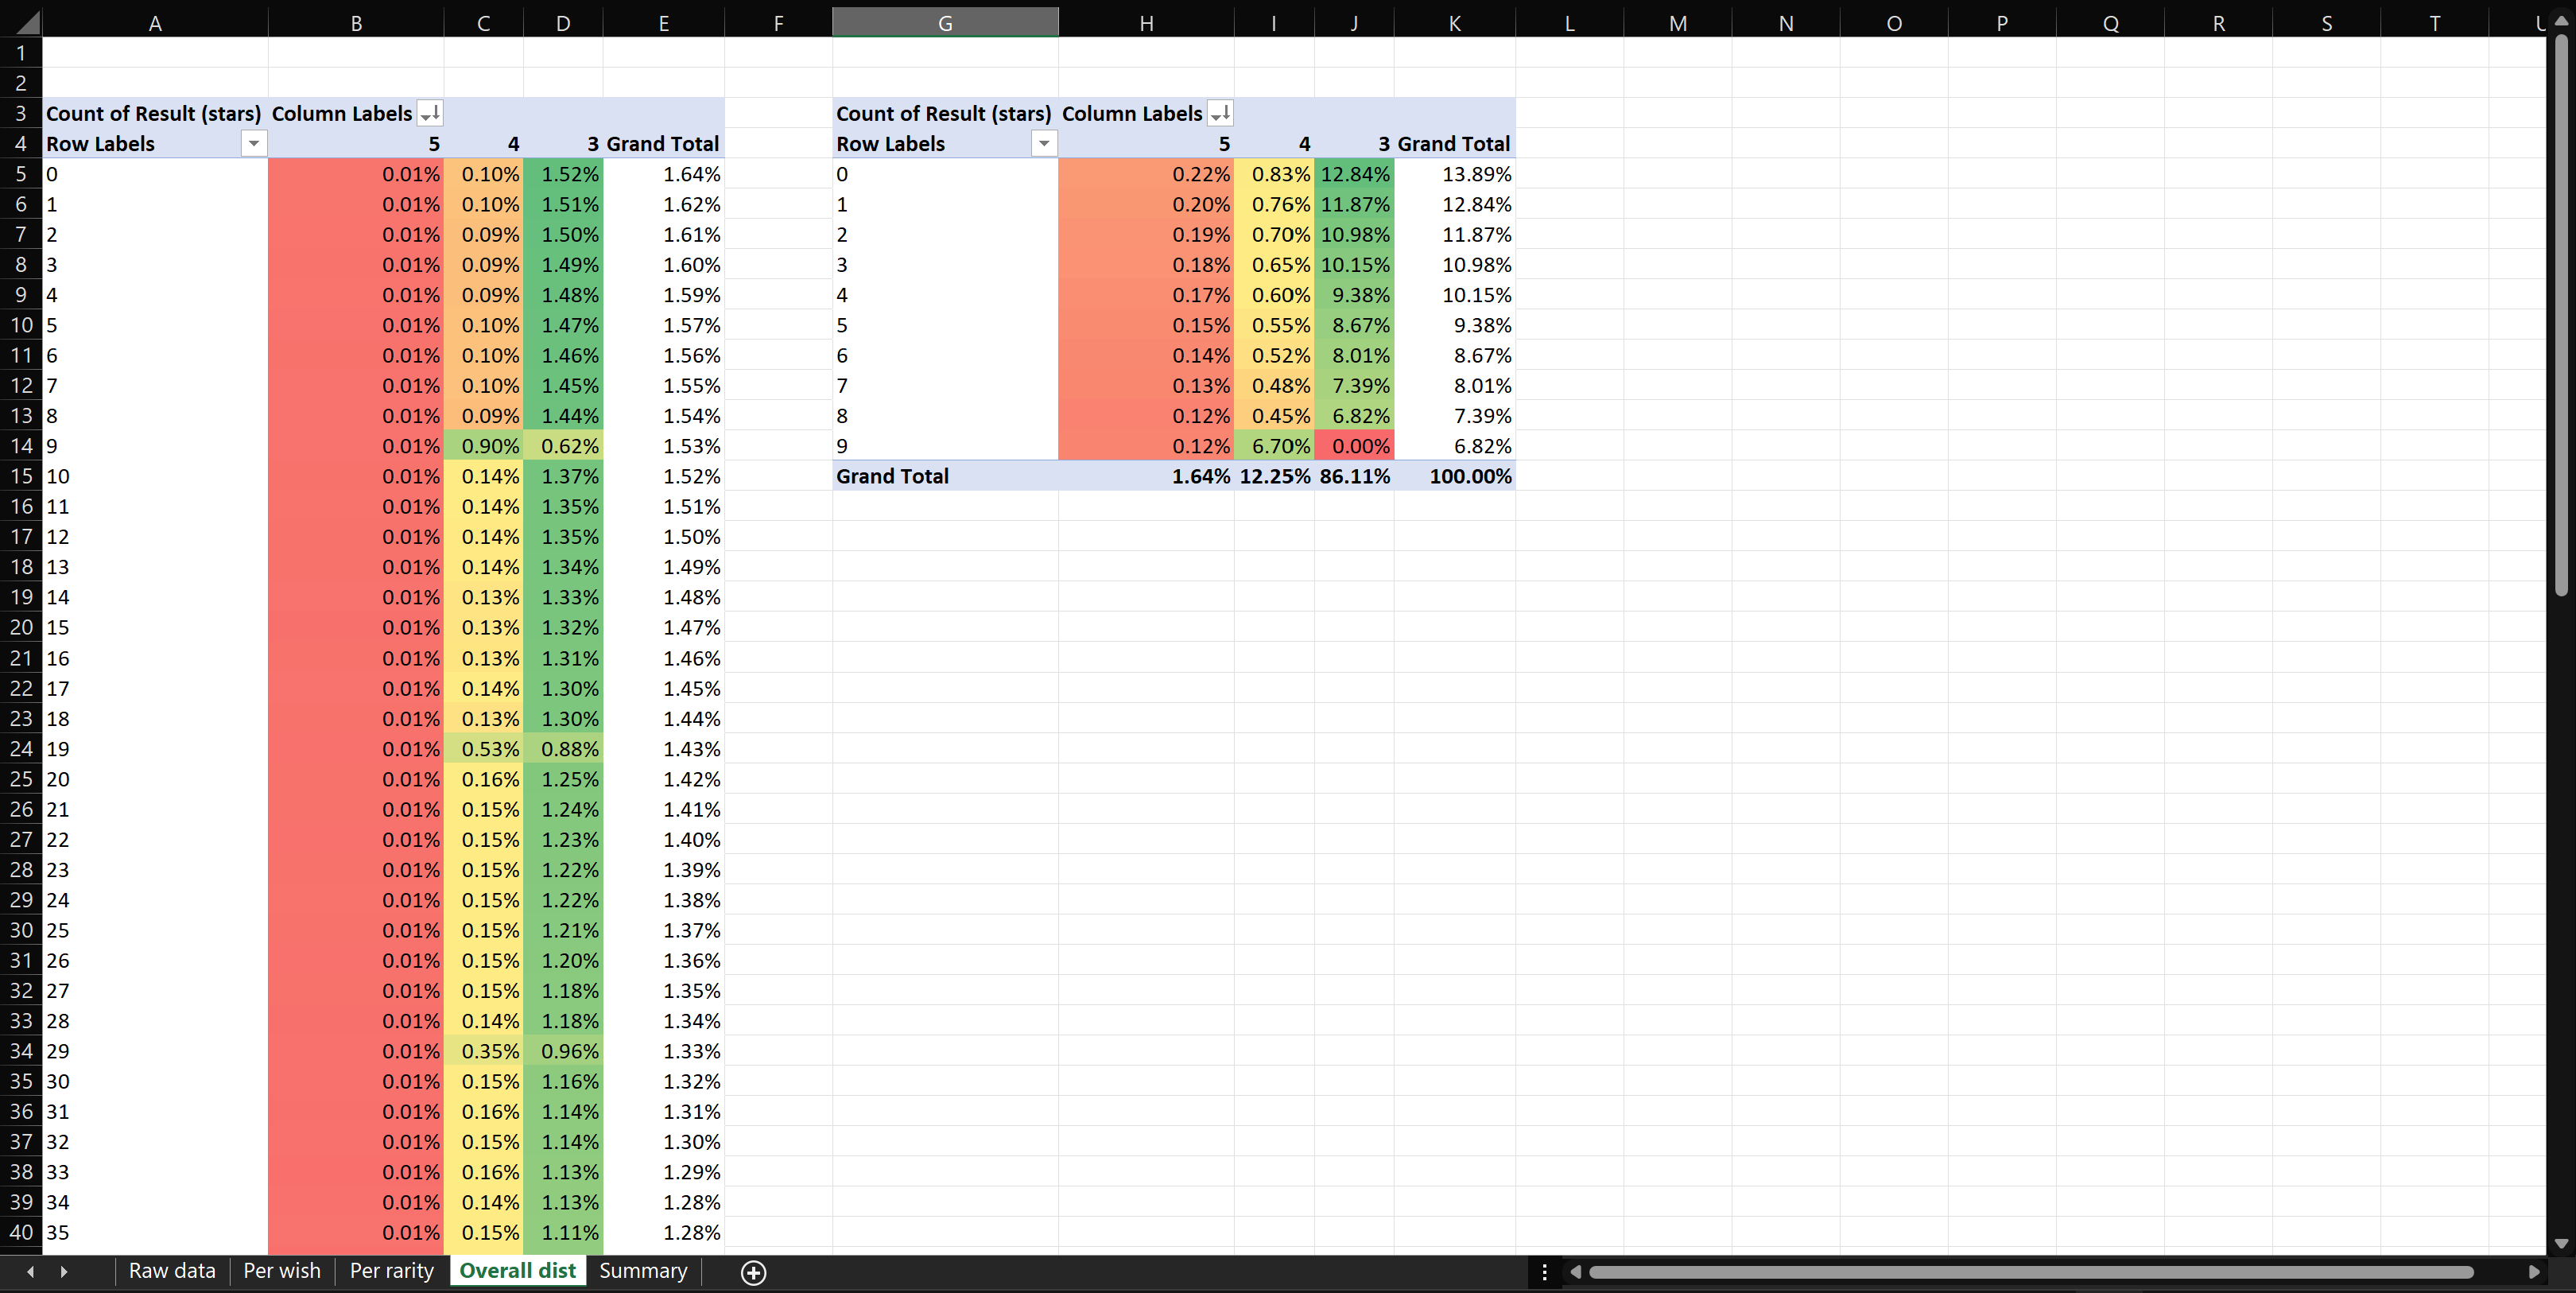 A B C D E F G H I J K L M N O P Q R S T U
1
2
3 Count of Result (stars) Column Labels Count of Result (stars) Column Labels
4 Row Labels 5 4 3 Grand Total Row Labels 5 4 3 Grand Total
5 0 0.01% 0.10% 1.52% 1.64% 0 0.22% 0.83% 12.84% 13.89%
6 1 0.01% 0.10% 1.51% 1.62% 1 0.20% 0.76% 11.87% 12.84%
7 2 0.01% 0.09% 1.50% 1.61% 2 0.19% 0.70% 10.98% 11.87%
8 3 0.01% 0.09% 1.49% 1.60% 3 0.18% 0.65% 10.15% 10.98%
9 4 0.01% 0.09% 1.48% 1.59% 4 0.17% 0.60% 9.38% 10.15%
10 5 0.01% 0.10% 1.47% 1.57% 5 0.15% 0.55% 8.67% 9.38%
11 6 0.01% 0.10% 1.46% 1.56% 6 0.14% 0.52% 8.01% 8.67%
12 7 0.01% 0.10% 1.45% 1.55% 7 0.13% 0.48% 7.39% 8.01%
13 8 0.01% 0.09% 1.44% 1.54% 8 0.12% 0.45% 6.82% 7.39%
14 9 0.01% 0.90% 0.62% 1.53% 9 0.12% 6.70% 0.00% 6.82%
15 10 0.01% 0.14% 1.37% 1.52% Grand Total 1.64% 12.25% 86.11% 100.00%
16 11 0.01% 0.14% 1.35% 1.51%
17 12 0.01% 0.14% 1.35% 1.50%
18 13 0.01% 0.14% 1.34% 1.49%
19 14 0.01% 0.13% 1.33% 1.48%
20 15 0.01% 0.13% 1.32% 1.47%
21 16 0.01% 0.13% 1.31% 1.46%
22 17 0.01% 0.14% 1.30% 1.45%
23 18 0.01% 0.13% 1.30% 1.44%
24 19 0.01% 0.53% 0.88% 1.43%
25 20 0.01% 0.16% 1.25% 1.42%
26 21 0.01% 0.15% 1.24% 1.41%
27 22 0.01% 0.15% 1.23% 1.40%
28 23 0.01% 0.15% 1.22% 1.39%
29 24 0.01% 0.15% 1.22% 1.38%
30 25 0.01% 0.15% 1.21% 1.37%
31 26 0.01% 0.15% 1.20% 1.36%
32 27 0.01% 0.15% 1.18% 1.35%
33 28 0.01% 0.14% 1.18% 1.34%
34 29 0.01% 0.35% 0.96% 1.33%
35 30 0.01% 0.15% 1.16% 1.32%
36 31 0.01% 0.16% 1.14% 1.31%
37 32 0.01% 0.15% 1.14% 1.30%
38 33 0.01% 0.16% 1.13% 1.29%
39 34 0.01% 0.14% 1.13% 1.28%
40 35 0.01% 0.15% 1.11% 1.28%
Raw data Per wish Per rarity Overall dist Summary